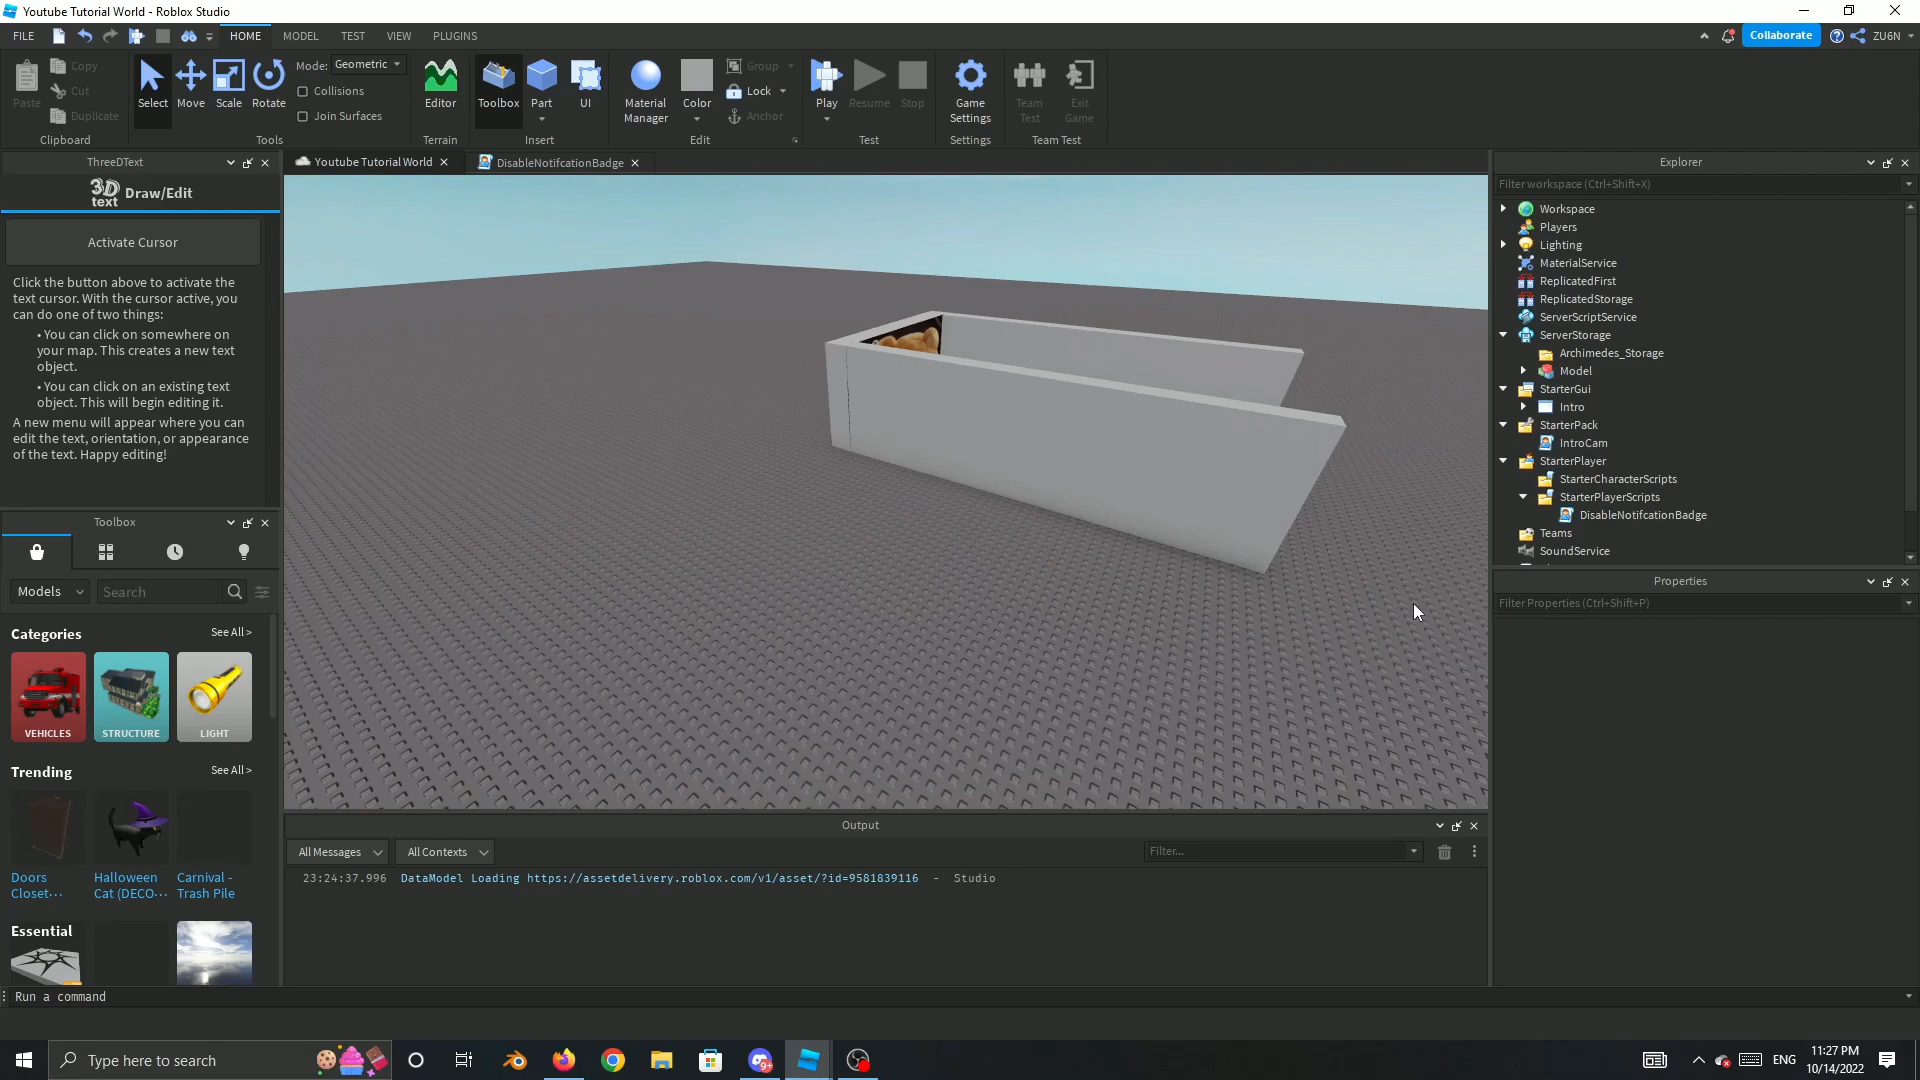 Youtube Tutorial World - Roblox Studio
FILE
HOME
MODEL
TEST
VIEW
PLUGINS
Collaborate
ZU6N
Paste
Copy
Cut
Duplicate
Clipboard
Select
Move
Scale
Rotate
Mode: Geometric
Collisions
Join Surfaces
Tools
Editor
Terrain
Toolbox
Part
UI
Insert
Material
Manager
Color
Group
Lock
Anchor
Edit
Play
Resume
Stop
Test
Game
Settings
Settings
Team
Test
Exit
Game
Team Test
ThreeDText
3D
text
Draw/Edit
Activate Cursor
Click the button above to activate the
text cursor. With the cursor active, you
can do one of two things:
• You can click on somewhere on
your map. This creates a new text
object.
• You can click on an existing text
object. This will begin editing it.
A new menu will appear where you can
edit the text, orientation, or appearance
of the text. Happy editing!
Toolbox
Models
Search
Categories
See All >
VEHICLES
STRUCTURE
LIGHT
Trending
See All >
Doors
Closet...
Halloween
Cat (DECO...
Carnival -
Trash Pile
Essential
Youtube Tutorial World
DisableNotifcationBadge
Output
All Messages
All Contexts
Filter...
23:24:37.996 DataModel Loading https://assetdelivery.roblox.com/v1/asset/?id=9581839116 - Studio
Explorer
Filter workspace (Ctrl+Shift+X)
Workspace
Players
Lighting
MaterialService
ReplicatedFirst
ReplicatedStorage
ServerScriptService
ServerStorage
Archimedes_Storage
Model
StarterGui
Intro
StarterPack
IntroCam
StarterPlayer
StarterCharacterScripts
StarterPlayerScripts
DisableNotifcationBadge
Teams
SoundService
Properties
Filter Properties (Ctrl+Shift+P)
Run a command
Type here to search
9+
ENG
11:27 PM
10/14/2022